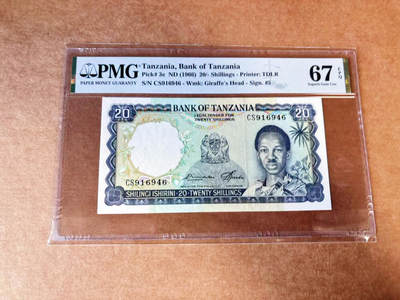 PMG
PAPER MONEY GUARANTY
Tanzania, Bank of Tanzania
Pick# 3e ND (1966) 20/- Shillings - Printer: TDLR
S/N CS916946 - Wmk: Giraffe's Head - Sign. #5
67 EPQ
Superb Gem Unc
20
BANK OF TANZANIA
LEGAL TENDER FOR
TWENTY SHILLINGS
CS916946
CS916946
20
20
SHILINGI ISHIRINI·20·TWENTY SHILLINGS